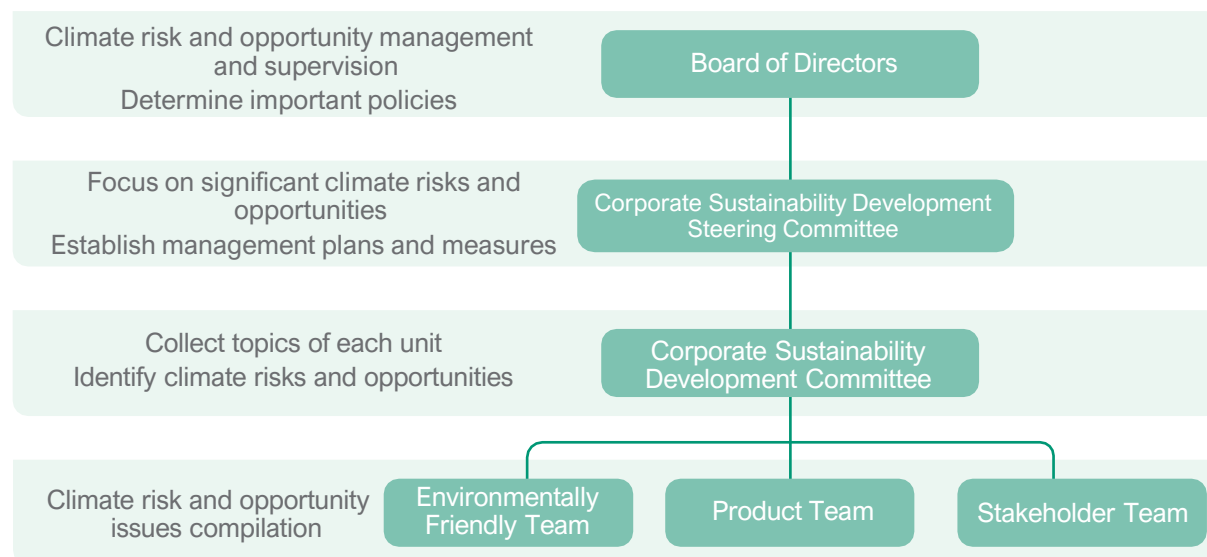 Climate risk and opportunity management
and supervision
Determine important policies
Board of Directors
Focus on significant climate risks and
opportunities
Establish management plans and measures
Corporate Sustainability Development
Steering Committee
Collect topics of each unit
Identify climate risks and opportunities
Corporate Sustainability
Development Committee
Climate risk and opportunity
issues compilation
Environmentally
Friendly Team
Product Team
Stakeholder Team